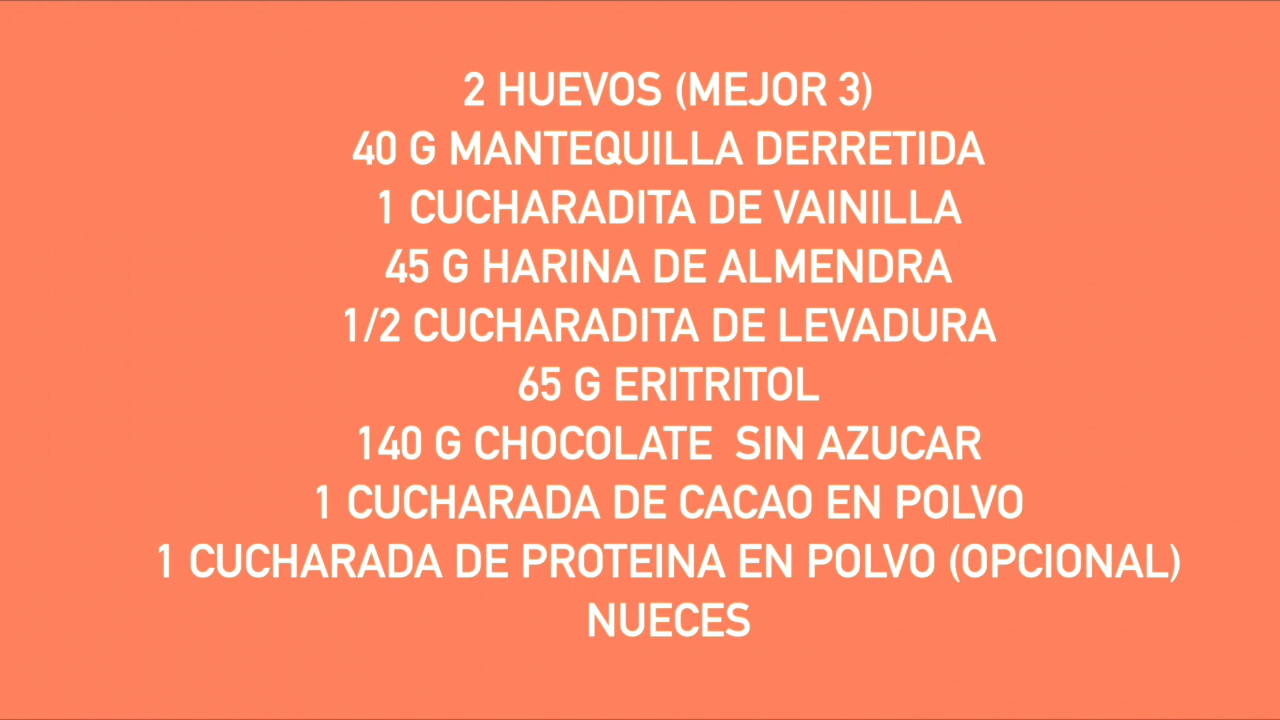 2 HUEVOS (MEJOR 3)
40 G MANTEQUILLA DERRETIDA
1 CUCHARADITA DE VAINILLA
45 G HARINA DE ALMENDRA
1/2 CUCHARADITA DE LEVADURA
65 G ERITRITOL
140 G CHOCOLATE  SIN AZUCAR
1 CUCHARADA DE CACAO EN POLVO
1 CUCHARADA DE PROTEINA EN POLVO (OPCIONAL)
NUECES